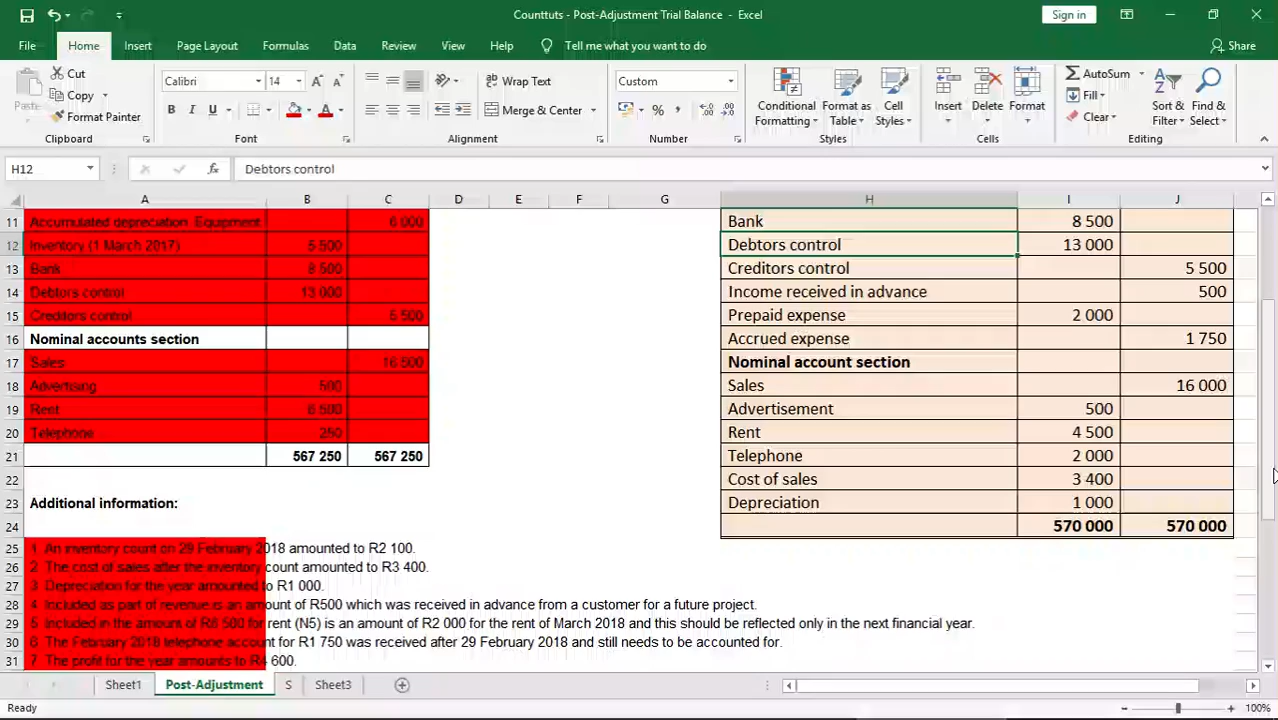 Counttuts - Post-Adjustment Trial Balance - Excel
Sign in
File Home Insert Page Layout Formulas Data Review View Help Tell me what you want to do Share
Paste
Cut
Copy
Format Painter
Clipboard
Calibri 14
B I U
Font
Wrap Text
Merge & Center
Alignment
Custom
%
Number
Conditional Formatting
Format as Table
Cell Styles
Styles
Insert Delete Format
Cells
AutoSum
Fill
Clear
Sort & Filter
Find & Select
Editing
H12 fx Debtors control
A B C D E F G H I J
11 Accumulated depreciation Equipment 6 000 Bank 8 500
12 Inventory (1 March 2017) 5 500 Debtors control 13 000
13 Bank 8 500 Creditors control 5 500
14 Debtors control 13 000 Income received in advance 500
15 Creditors control 5 500 Prepaid expense 2 000
16 Nominal accounts section Accrued expense 1 750
17 Sales 16 500 Nominal account section
18 Advertising 500 Sales 16 000
19 Rent 6 500 Advertisement 500
20 Telephone 250 Rent 4 500
21 567 250 567 250 Telephone 2 000
22 Cost of sales 3 400
23 Additional information: Depreciation 1 000
24 570 000 570 000
25 1 An inventory count on 29 February 2018 amounted to R2 100.
26 2 The cost of sales after the inventory count amounted to R3 400.
27 3 Depreciation for the year amounted to R1 000.
28 4 Included as part of revenue is an amount of R500 which was received in advance from a customer for a future project.
29 5 Included in the amount of R6 500 for rent (N5) is an amount of R2 000 for the rent of March 2018 and this should be reflected only in the next financial year.
30 6 The February 2018 telephone account for R1 750 was received after 29 February 2018 and still needs to be accounted for.
31 7 The profit for the year amounts to R4 600.
Sheet1 Post-Adjustment S Sheet3
Ready 100%